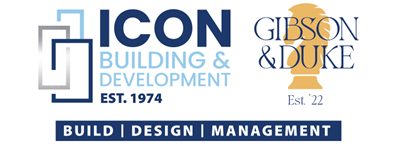 ICON
BUILDING &
DEVELOPMENT
EST. 1974
GIBSON
&DUKE
Est. '22
BUILD | DESIGN | MANAGEMENT